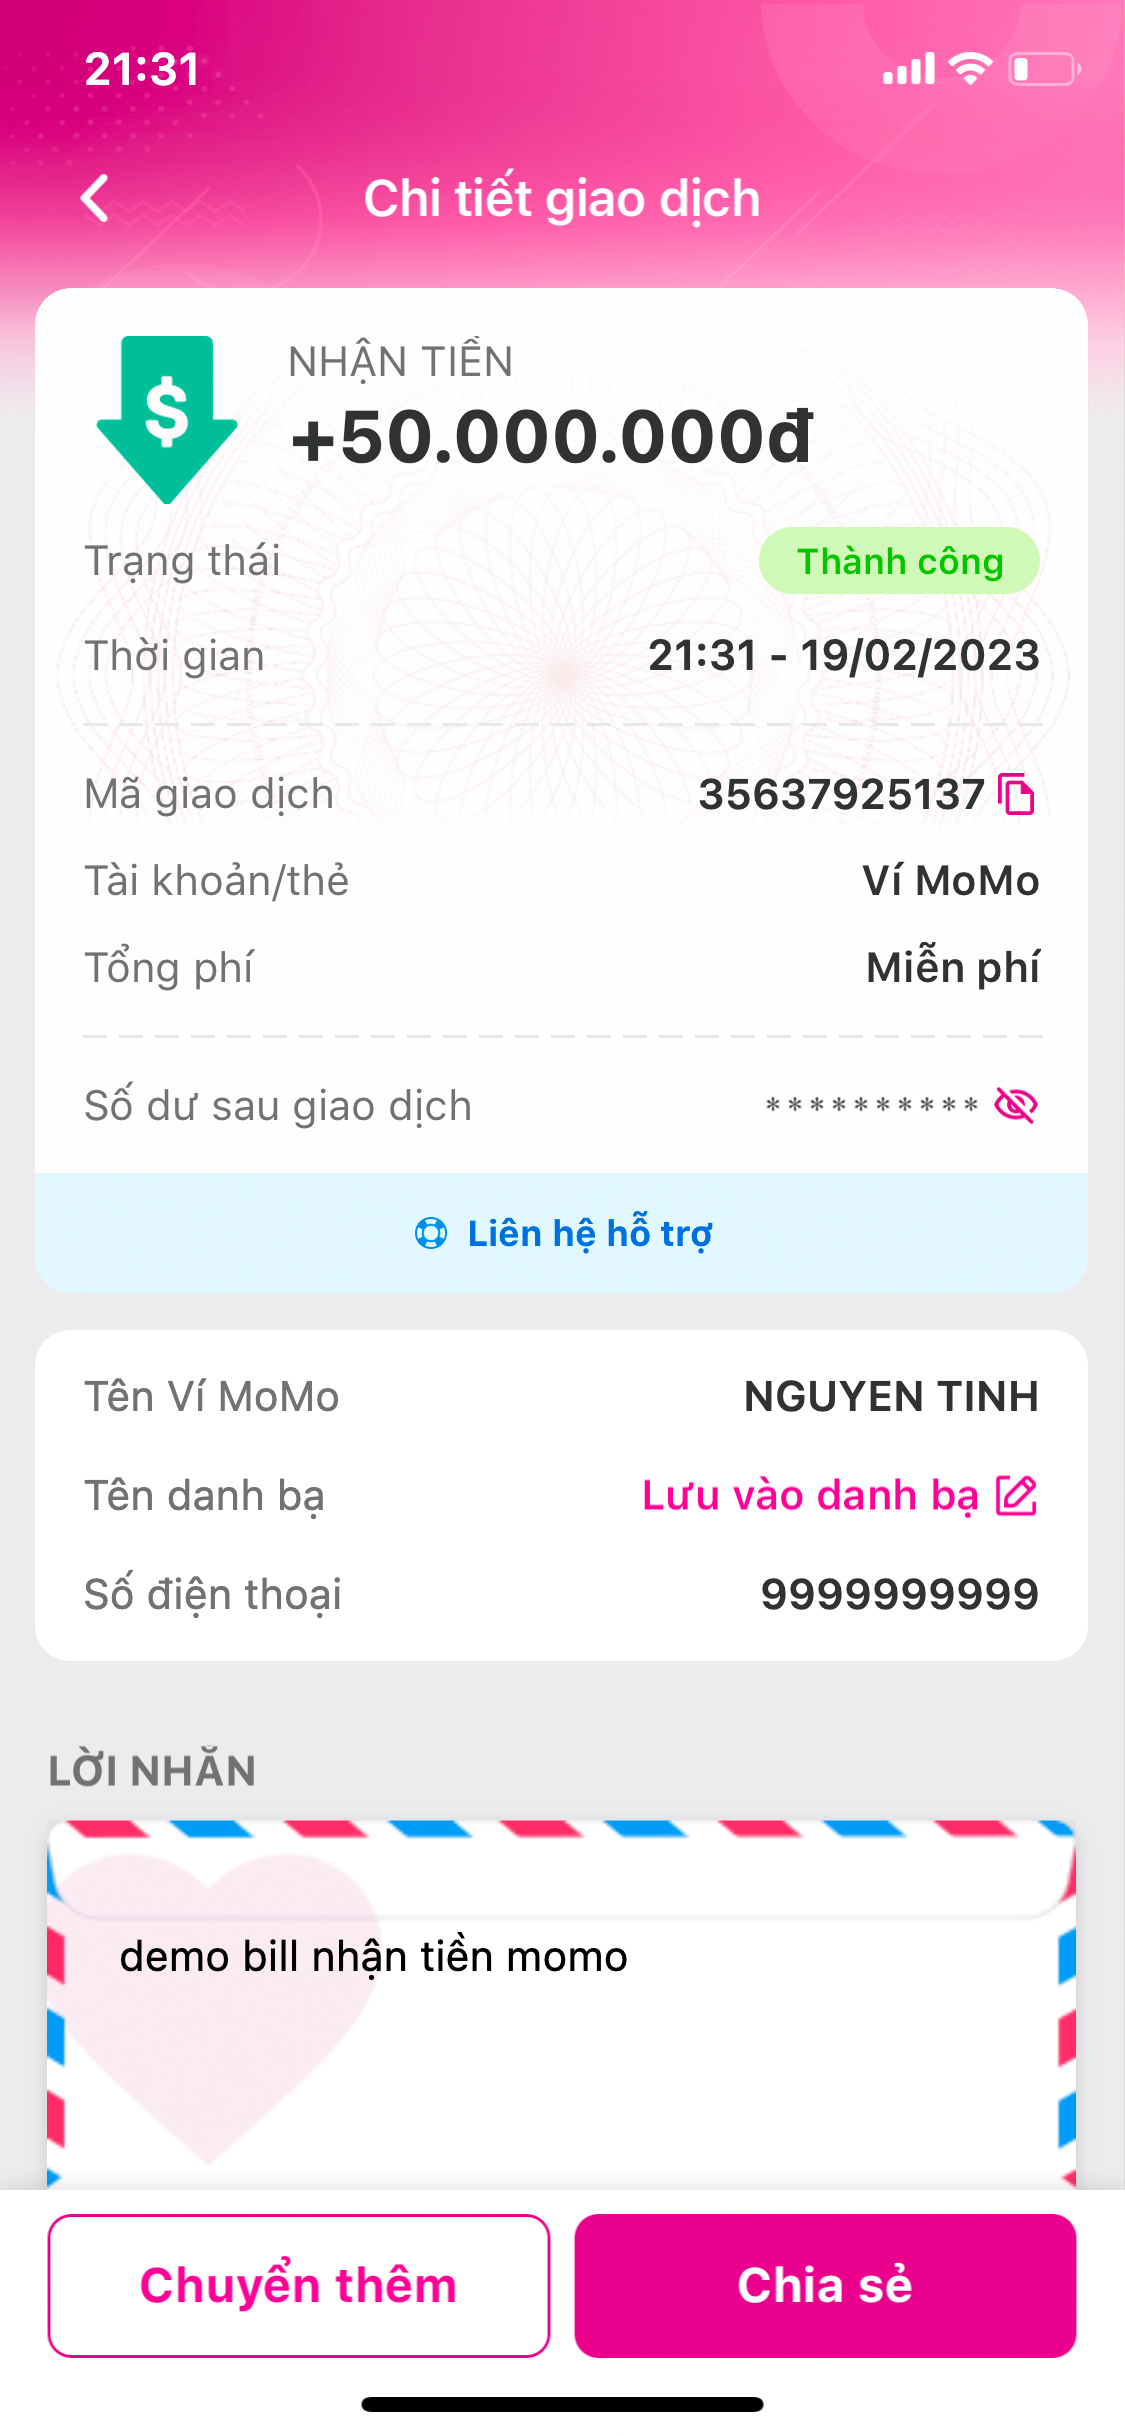 21:31
Chi tiết giao dịch
NHẬN TIỀN
+50.000.000đ
$
Trạng thái Thành công
Thời gian 21:31 - 19/02/2023
Mã giao dịch 35637925137
Tài khoản/thẻ Ví MoMo
Tổng phí Miễn phí
Số dư sau giao dịch **********
Liên hệ hỗ trợ
Tên Ví MoMo NGUYEN TINH
Tên danh bạ Lưu vào danh bạ
Số điện thoại 9999999999
LỜI NHẮN
demo bill nhận tiền momo
Chuyển thêm Chia sẻ